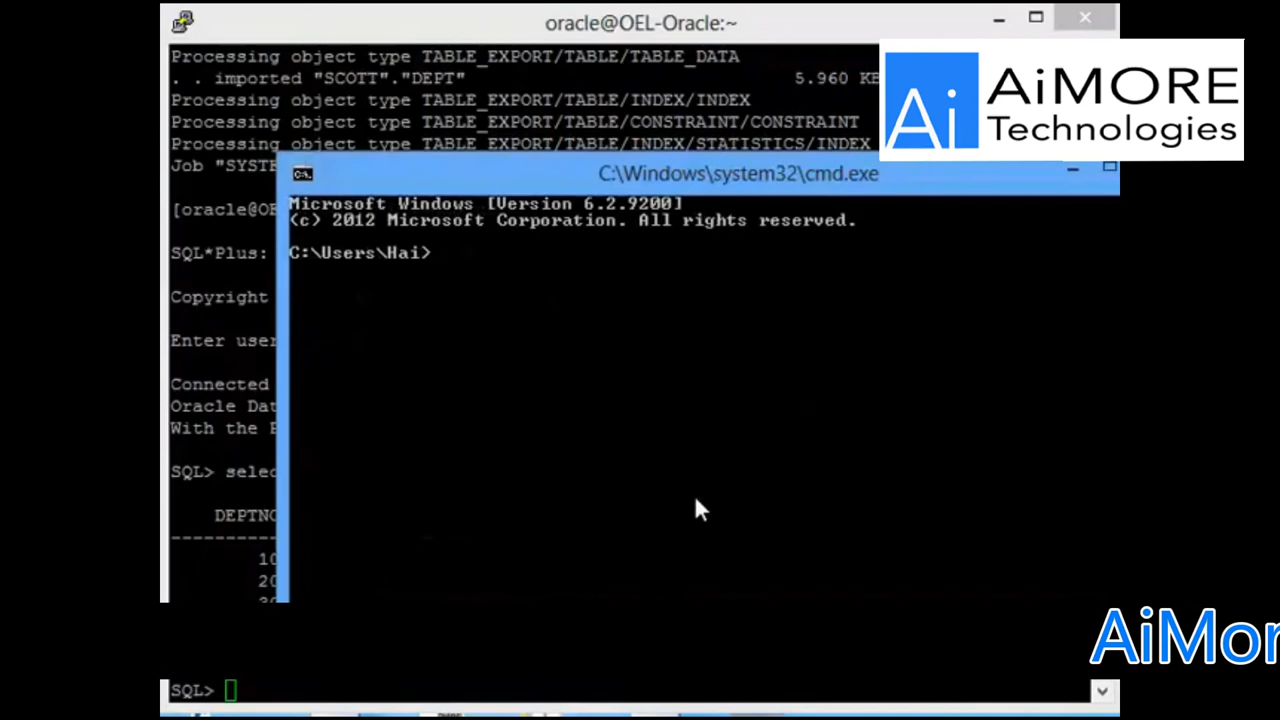 oracle@OEL-Oracle:~
Processing object type TABLE_EXPORT/TABLE/TABLE_DATA
. . imported "SCOTT"."DEPT" 5.960 KB
Processing object type TABLE_EXPORT/TABLE/INDEX/INDEX
Processing object type TABLE_EXPORT/TABLE/CONSTRAINT/CONSTRAINT
Processing object type TABLE_EXPORT/TABLE/INDEX/STATISTICS/INDEX
Ai AiMORE
Technologies
Job "SYSTE
C:\Windows\system32\cmd.exe
Microsoft Windows [Version 6.2.9200]
(c) 2012 Microsoft Corporation. All rights reserved.
C:\Users\Hai>
[oracle@OE
SQL*Plus:
Copyright
Enter user
Connected
Oracle Dat
With the
SQL> selec
DEPTNO
----------
10
20
30
AiMor
SQL>